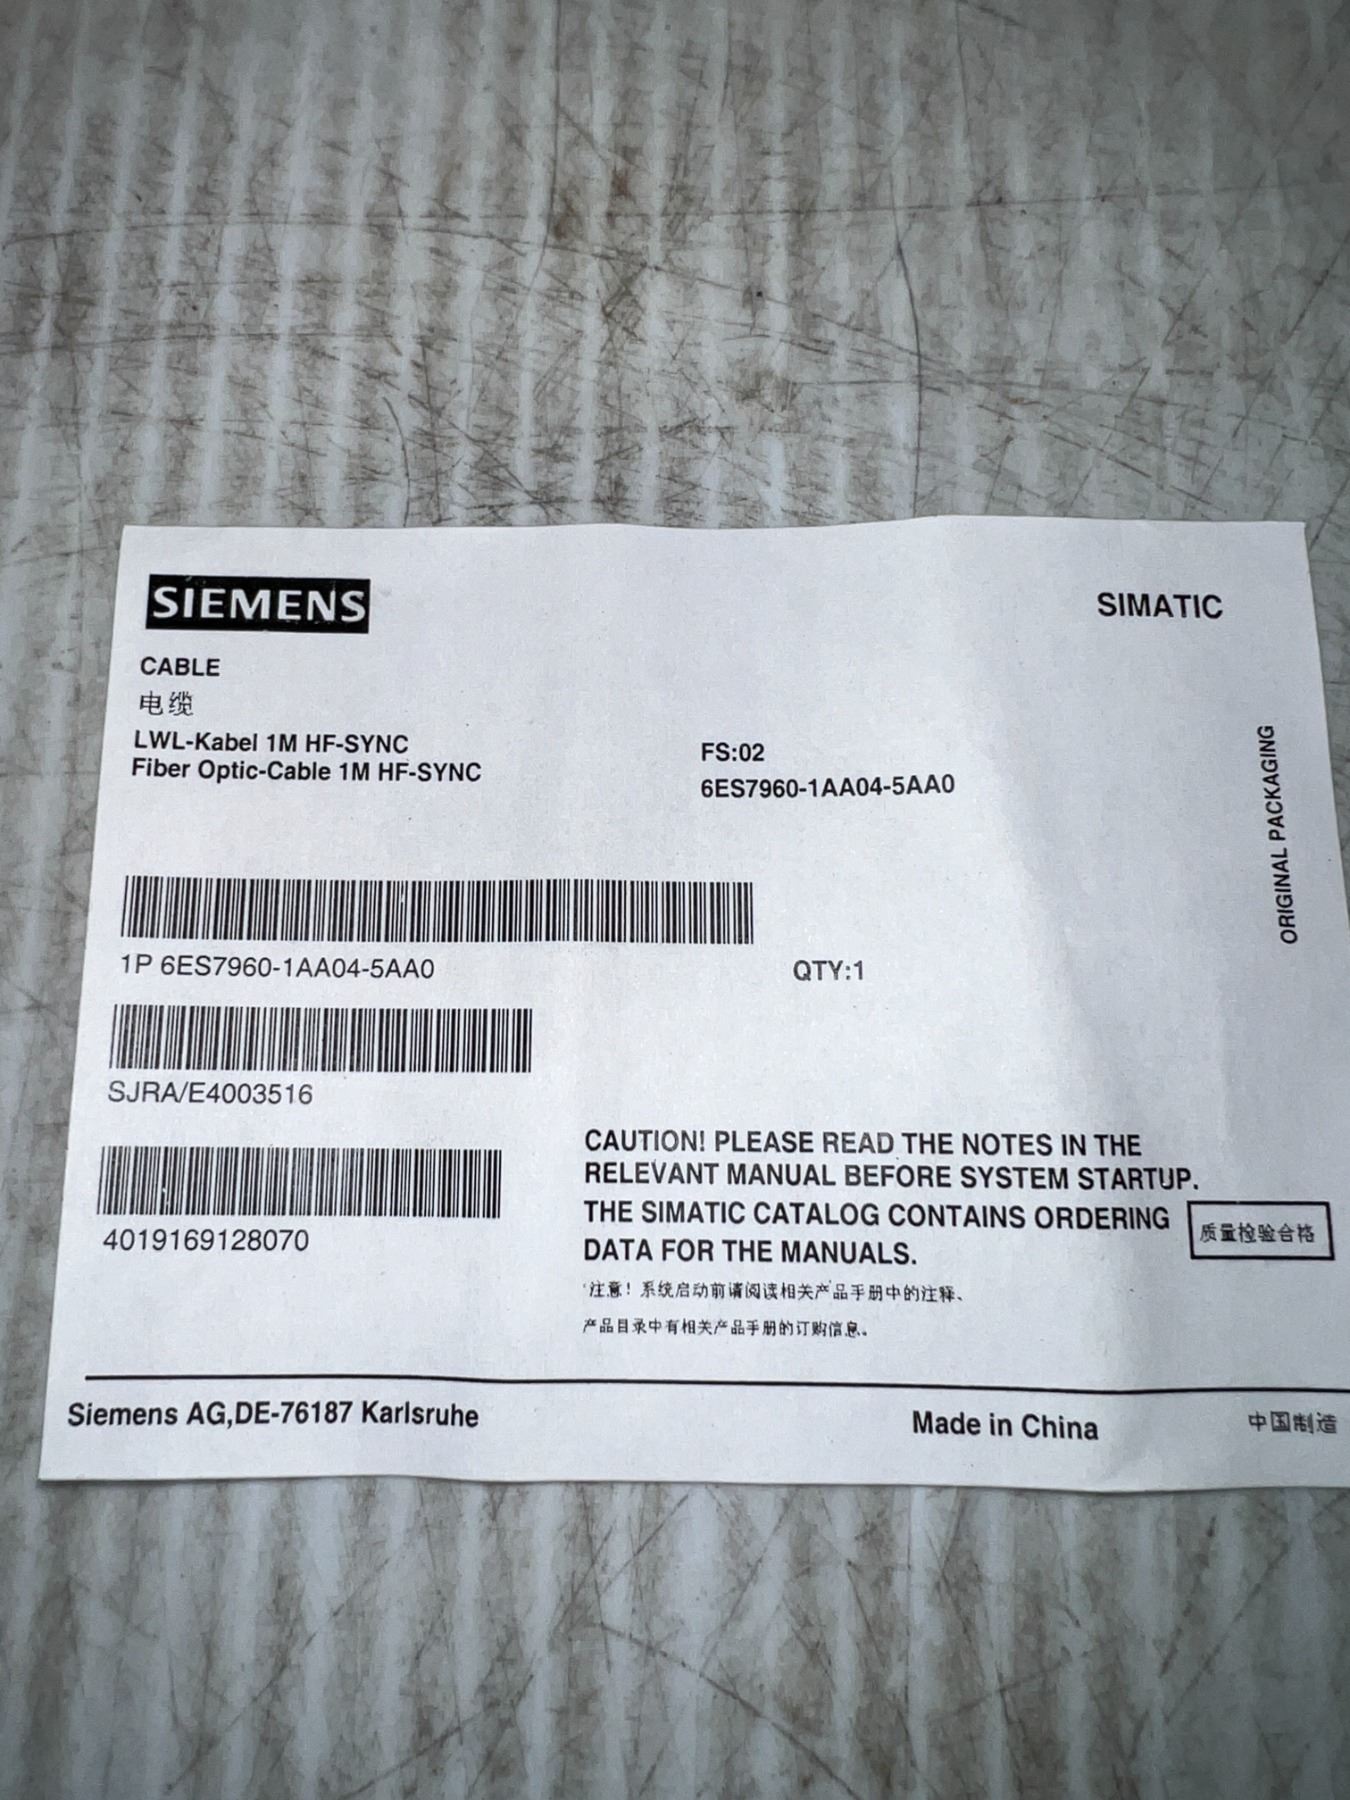 SIEMENS
SIMATIC
CABLE
电缆
LWL-Kabel 1M HF-SYNC
Fiber Optic-Cable 1M HF-SYNC
FS:02
6ES7960-1AA04-5AA0
ORIGINAL PACKAGING
1P 6ES7960-1AA04-5AA0
QTY:1
SJRA/E4003516
4019169128070
CAUTION! PLEASE READ THE NOTES IN THE
RELEVANT MANUAL BEFORE SYSTEM STARTUP.
THE SIMATIC CATALOG CONTAINS ORDERING
DATA FOR THE MANUALS.
质量检验合格
注意！系统启动前请阅读相关产品手册中的注释、
产品目录中有相关产品手册的订购信息。
Siemens AG,DE-76187 Karlsruhe
Made in China
中国制造